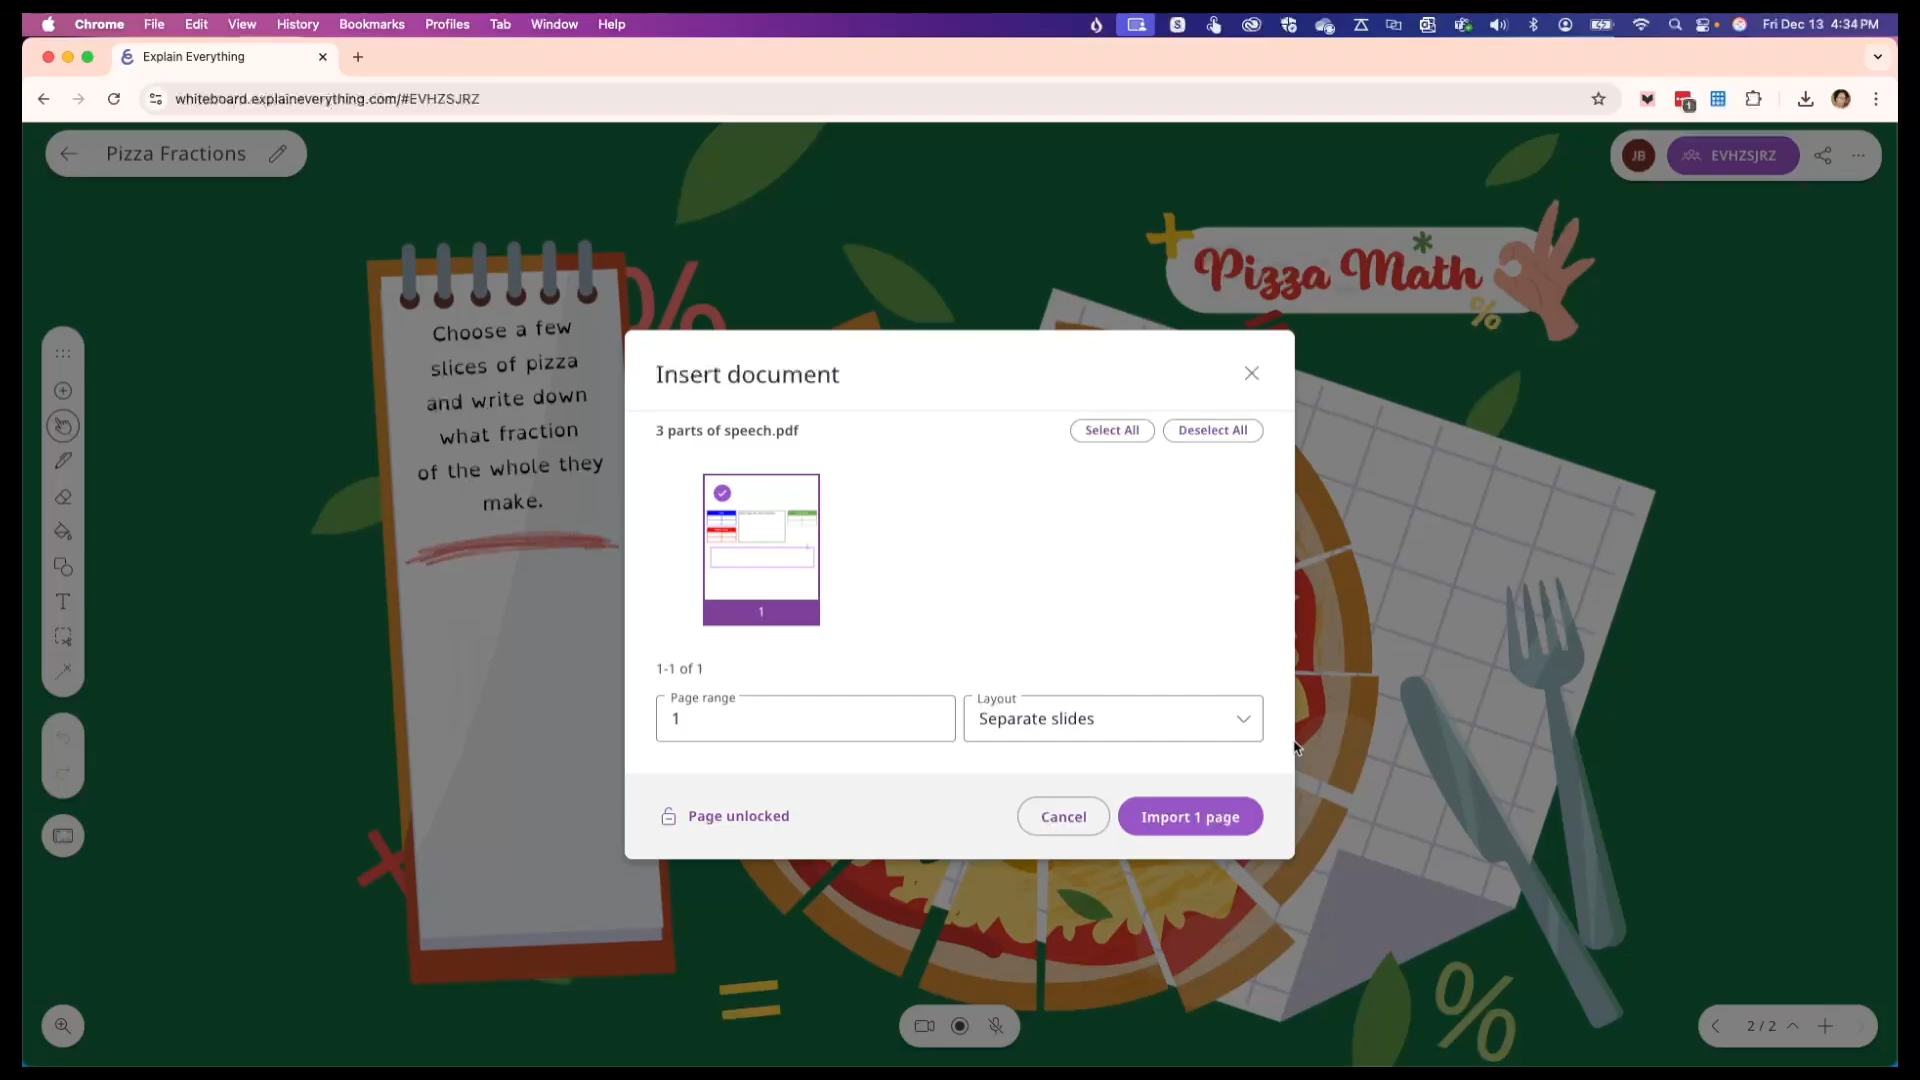 Chrome File Edit View History Bookmarks Profiles Tab Window Help
Fri Dec 13 4:34 PM
Explain Everything
whiteboard.explaineverything.com/#EVHZSJRZ
Pizza Fractions
JB
EVHZSJRZ
Pizza Math
Choose a few
slices of pizza
and write down
what fraction
of the whole they
make.
Insert document
3 parts of speech.pdf
Select All
Deselect All
1
1-1 of 1
Page range
1
Layout
Separate slides
Page unlocked
Cancel
Import 1 page
2/2